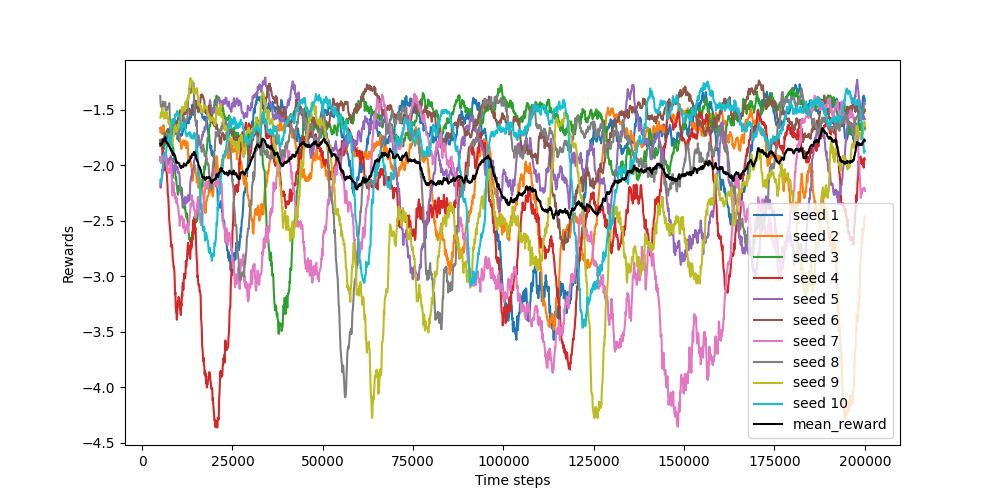 −1.5
−2.0
−2.5
−3.0
−3.5
−4.0
−4.5
Rewards
0
25000
50000
75000
100000
125000
150000
175000
200000
Time steps
seed 1
seed 2
seed 3
seed 4
seed 5
seed 6
seed 7
seed 8
seed 9
seed 10
mean_reward